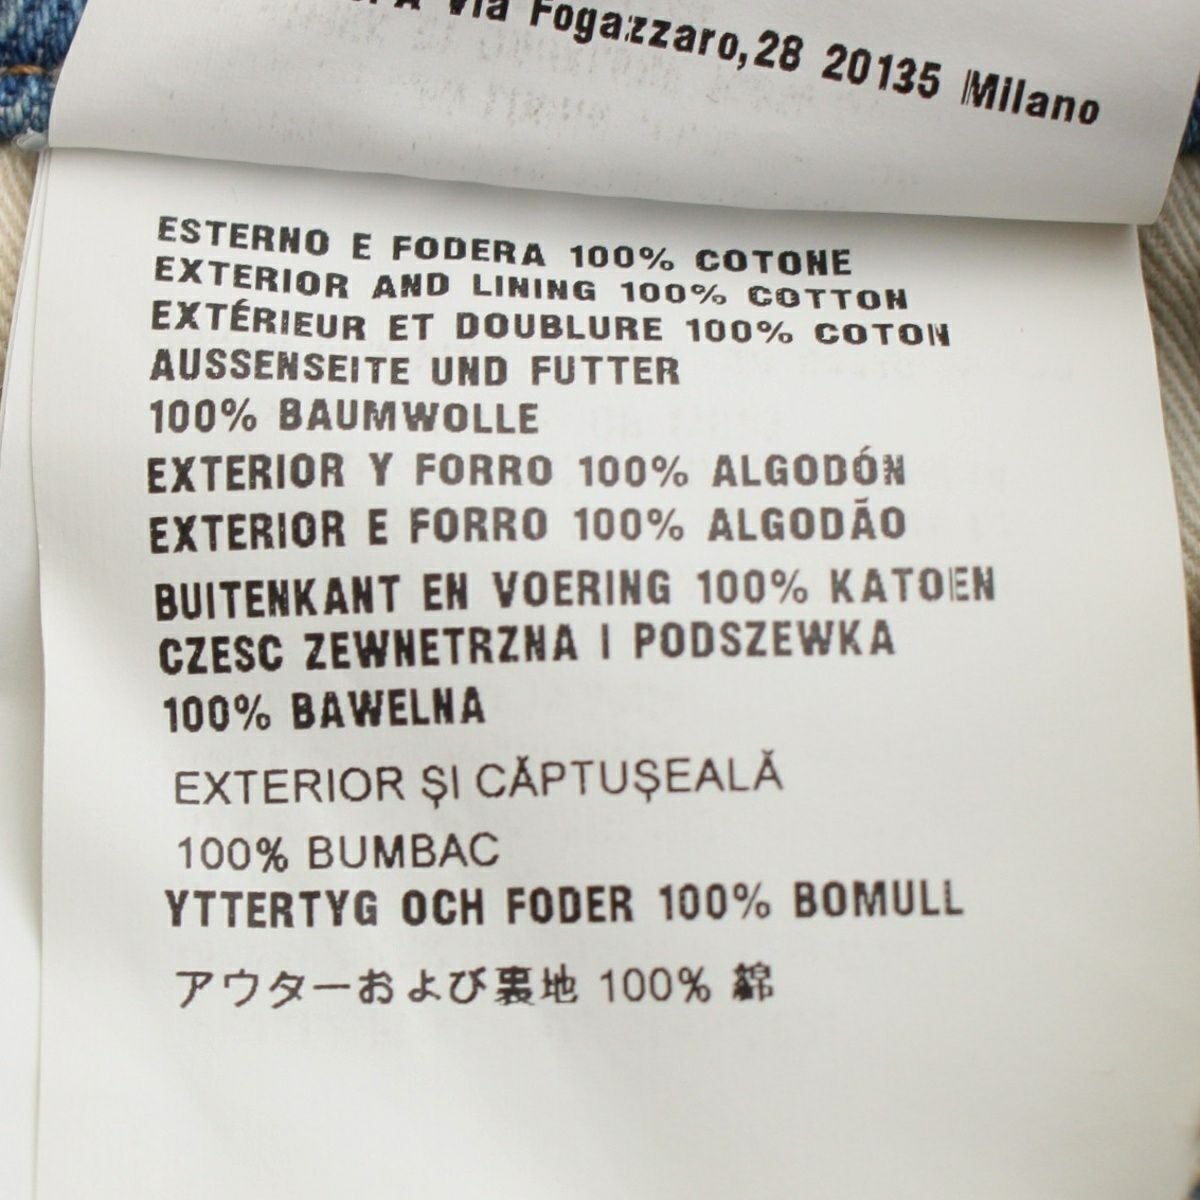 Via Fogazzaro,28 20135 Milano
ESTERNO E FODERA 100% COTONE
EXTERIOR AND LINING 100% COTTON
EXTÉRIEUR ET DOUBLURE 100% COTON
AUSSENSEITE UND FUTTER
100% BAUMWOLLE
EXTERIOR Y FORRO 100% ALGODÓN
EXTERIOR E FORRO 100% ALGODÃO
BUITENKANT EN VOERING 100% KATOEN
CZESC ZEWNETRZNA I PODSZEWKA
100% BAWELNA
EXTERIOR ȘI CĂPTUȘEALĂ
100% BUMBAC
YTTERTYG OCH FODER 100% BOMULL
アウターおよび裏地 100% 綿